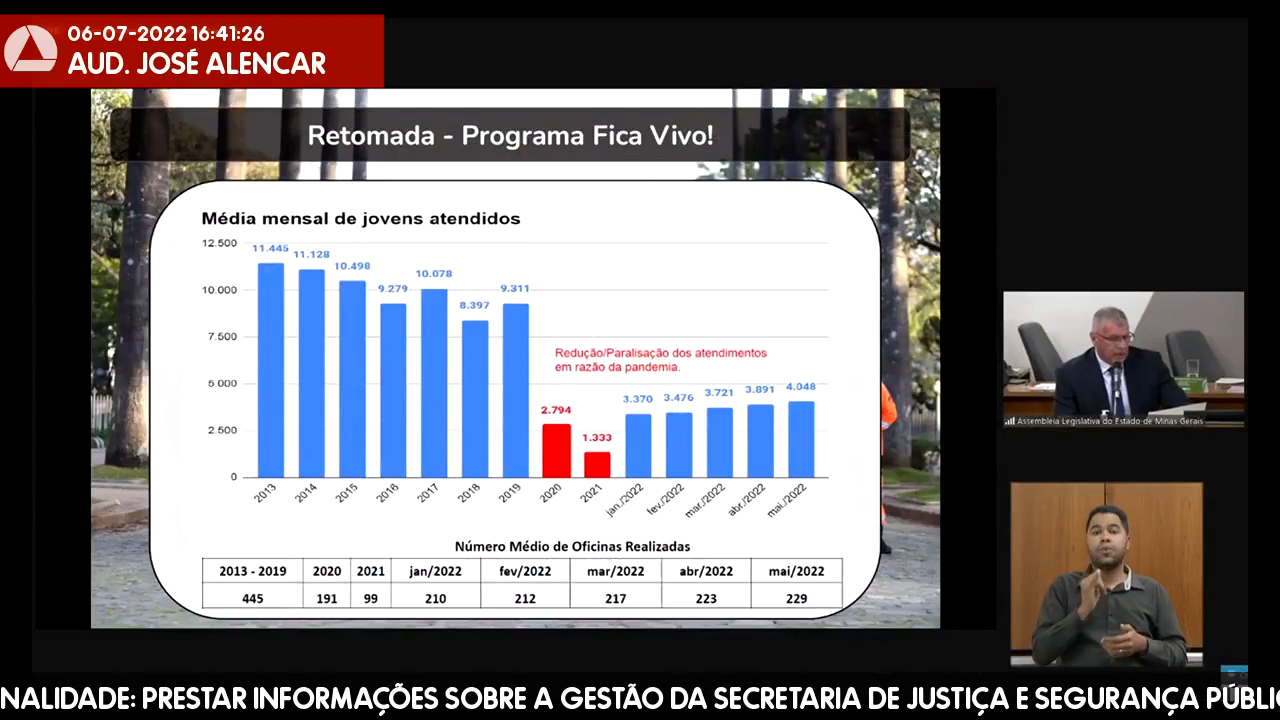 06-07-2022 16:41:26
AUD. JOSÉ ALENCAR
Retomada - Programa Fica Vivo!
Média mensal de jovens atendidos
12.500
10.000
7.500
5.000
2.500
0
11.445
11.128
10.498
9.279
10.078
8.397
9.311
2.794
1.333
3.370
3.476
3.721
3.891
4.048
Redução/Paralisação dos atendimentos
em razão da pandemia.
2013
2014
2015
2016
2017
2018
2019
2020
2021
jan./2022
fev./2022
mar./2022
abr./2022
mai./2022
Número Médio de Oficinas Realizadas
2013 - 2019 2020 2021 jan/2022 fev/2022 mar/2022 abr/2022 mai/2022
445 191 99 210 212 217 223 229
Assembleia Legislativa do Estado de Minas Gerais
NALIDADE: PRESTAR INFORMAÇÕES SOBRE A GESTÃO DA SECRETARIA DE JUSTIÇA E SEGURANÇA PÚBLI